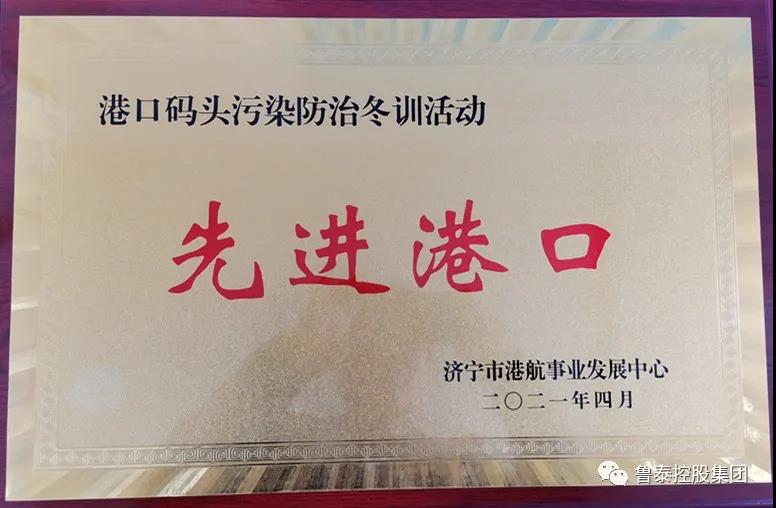 港口码头污染防治冬训活动
先进港口
济宁市港航事业发展中心
二〇二一年四月
鲁泰控股集团